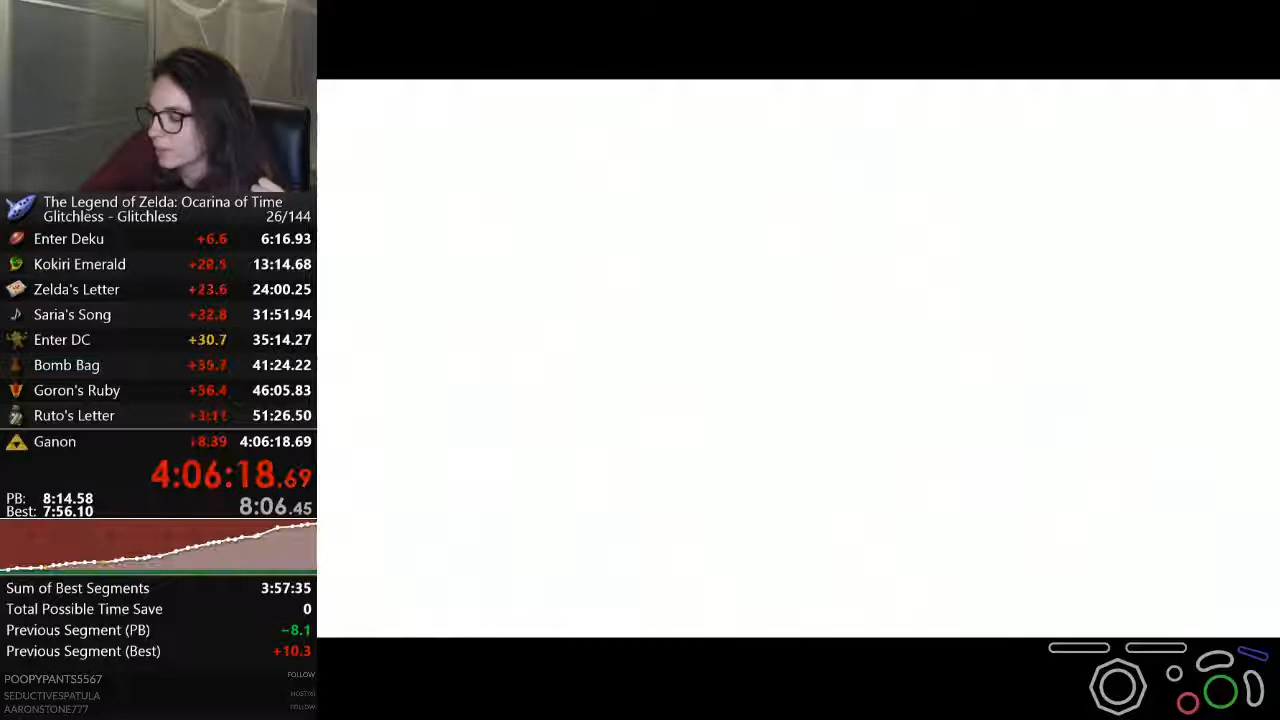 The Legend of Zelda: Ocarina of Time
Glitchless - Glitchless 26/144
Enter Deku +6.6 6:16.93
Kokiri Emerald 13:14.68
Zelda's Letter +23.6 24:00.25
Saria's Song +32.8 31:51.94
Enter DC +30.7 35:14.27
Bomb Bag 41:24.22
Goron's Ruby 46:05.83
Ruto's Letter 51:26.50
Ganon 4:06:18.69
4:06:18.69
PB: 8:14.58
Best: 7:56.10
8:06.45
Sum of Best Segments 3:57:35
Total Possible Time Save 0
Previous Segment (PB) −8.1
Previous Segment (Best) +10.3
POOPYPANTS5567 FOLLOW
SEDUCTIVESPATULA
AARONSTONE777 FOLLOW